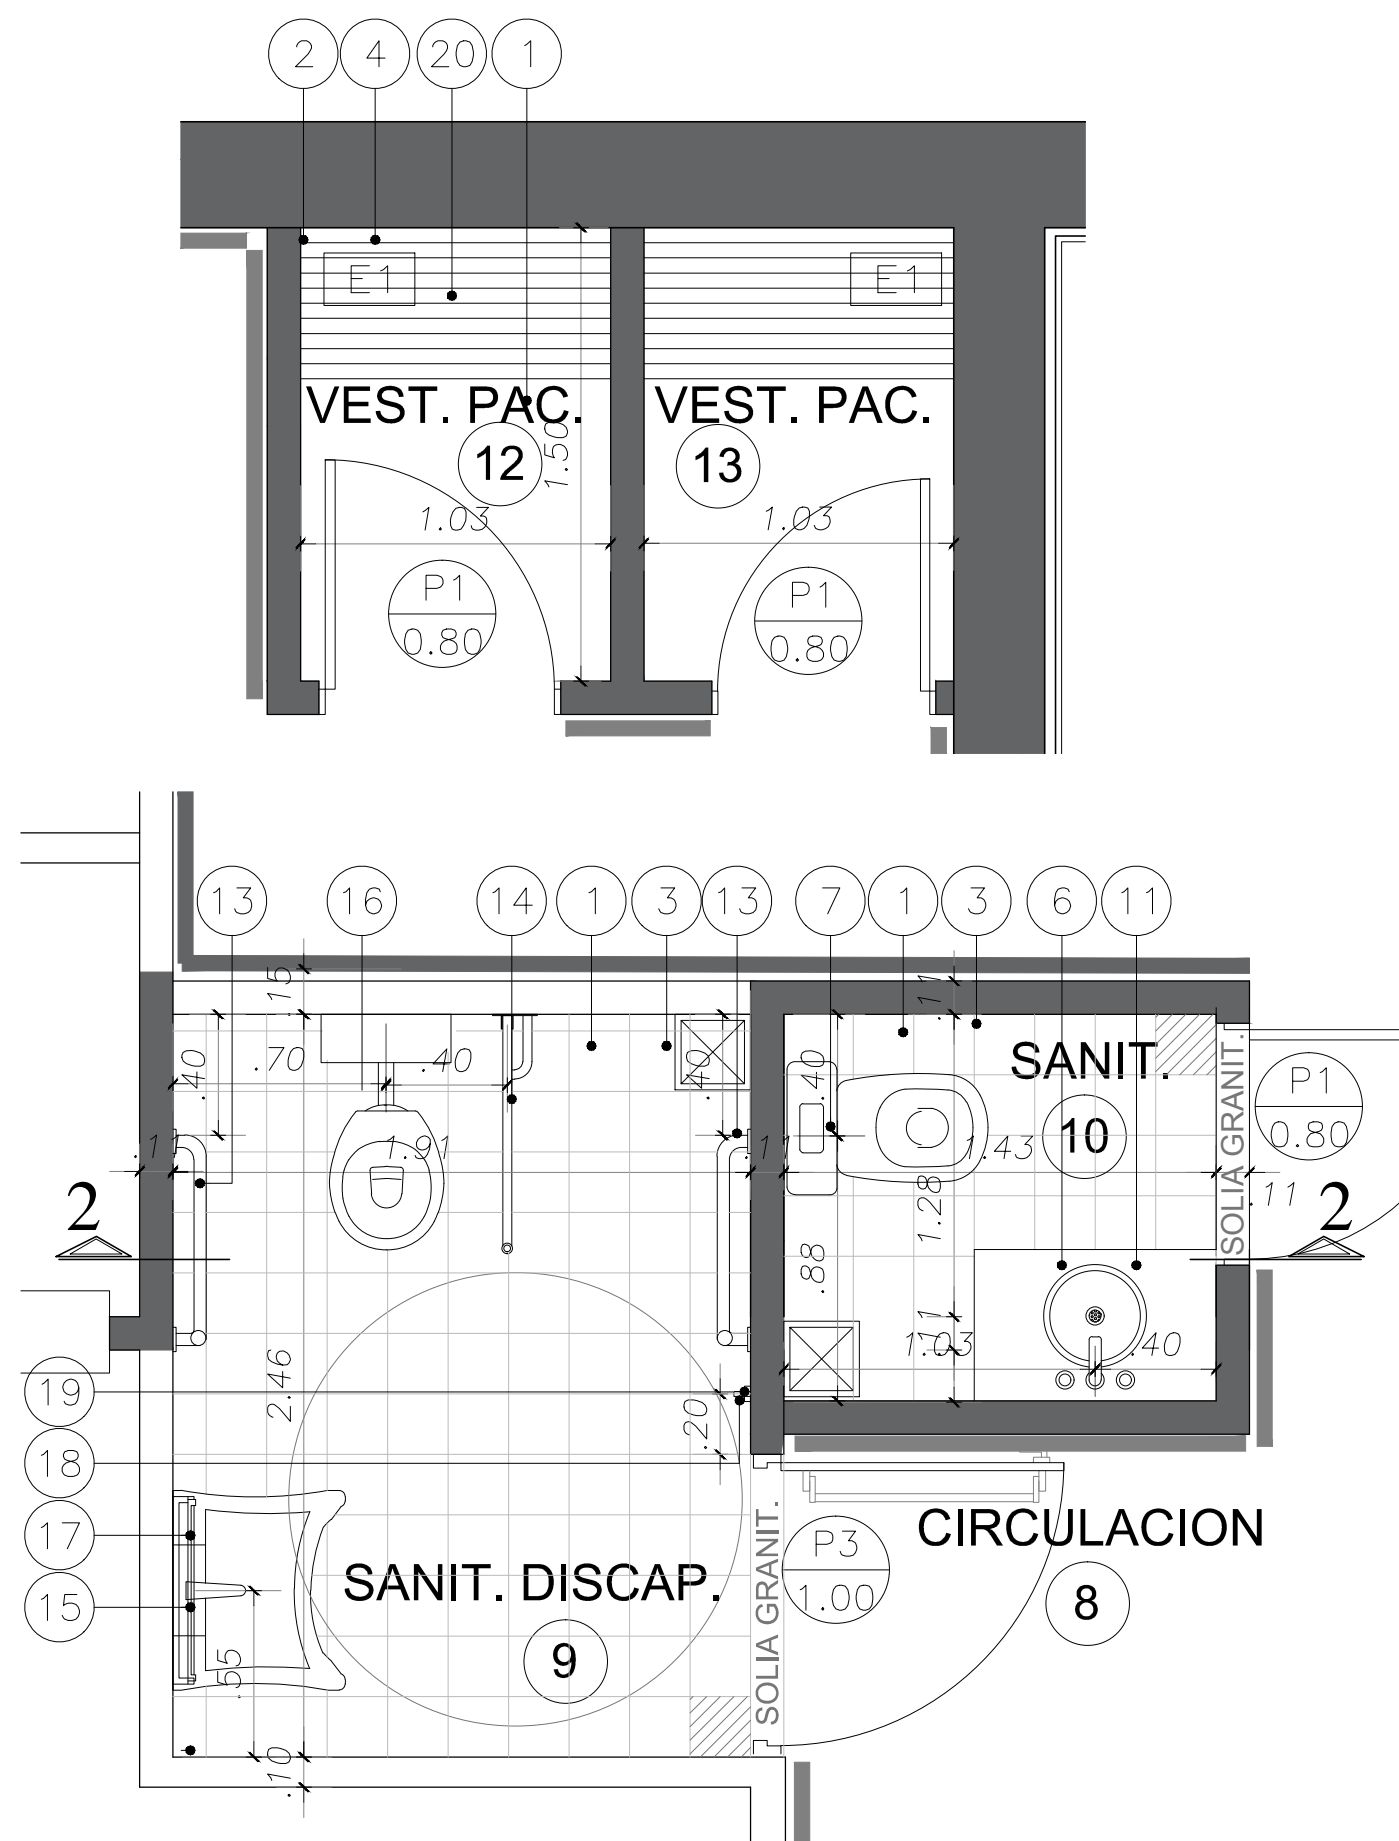 2 4 20 1
E1 E1
VEST. PAC. VEST. PAC.
12 13
1.50
1.03 1.03
P1 P1
0.80 0.80
13 16 14 1 3 13 7 1 3 6 11
.15 .11
.40 .70 .40 .40 .40
SANIT.
10
P1
0.80
SOLIA GRANIT.
.11 1.91 .11 1.43 .11
2 2
1.28
.88
.11
1.03 .40
2.46
.20
19
18
17
15
SOLIA GRANIT.
P3
1.00
CIRCULACION
8
SANIT. DISCAP.
9
.55
.10